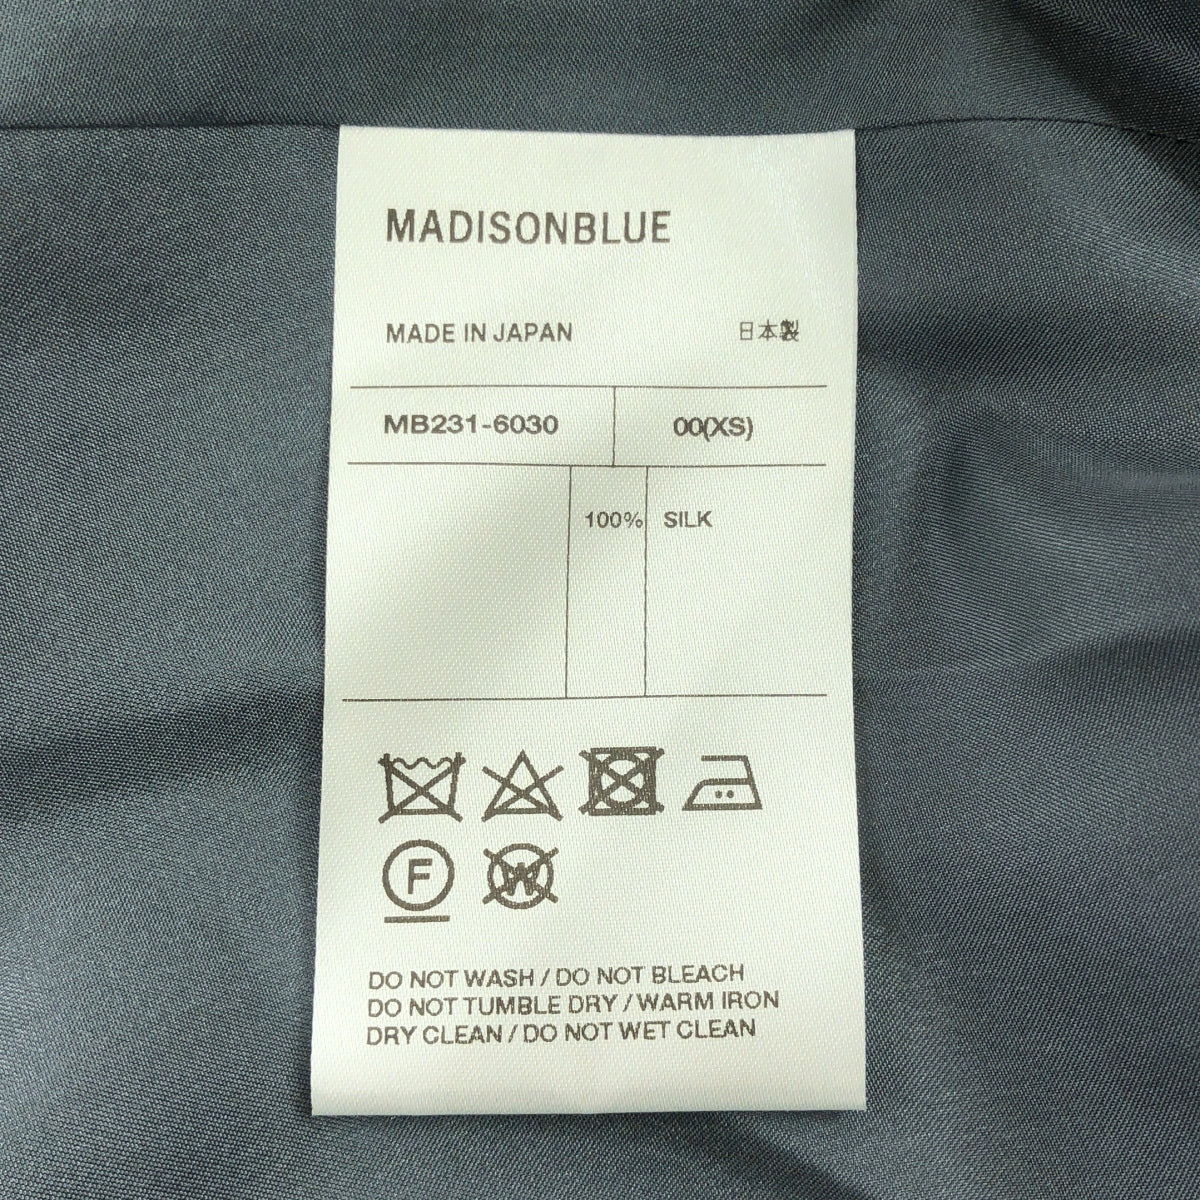 MADISONBLUE
MADE IN JAPAN 日本製
MB231-6030 00(XS)
100% SILK
F W
DO NOT WASH / DO NOT BLEACH
DO NOT TUMBLE DRY / WARM IRON
DRY CLEAN / DO NOT WET CLEAN